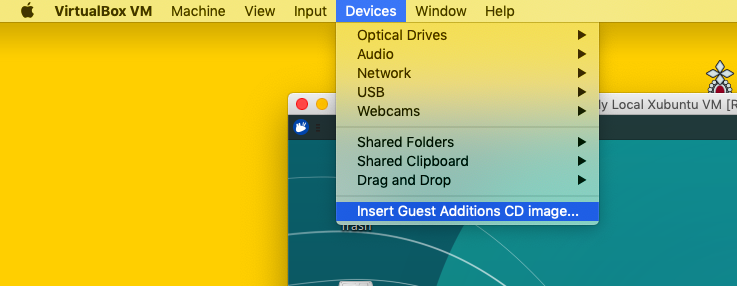 VirtualBox VM Machine View Input Devices Window Help
Optical Drives
Audio
Network
USB
Webcams
Local Xubuntu VM [R
Shared Folders
Shared Clipboard
Drag and Drop
Insert Guest Additions CD image...
Trash